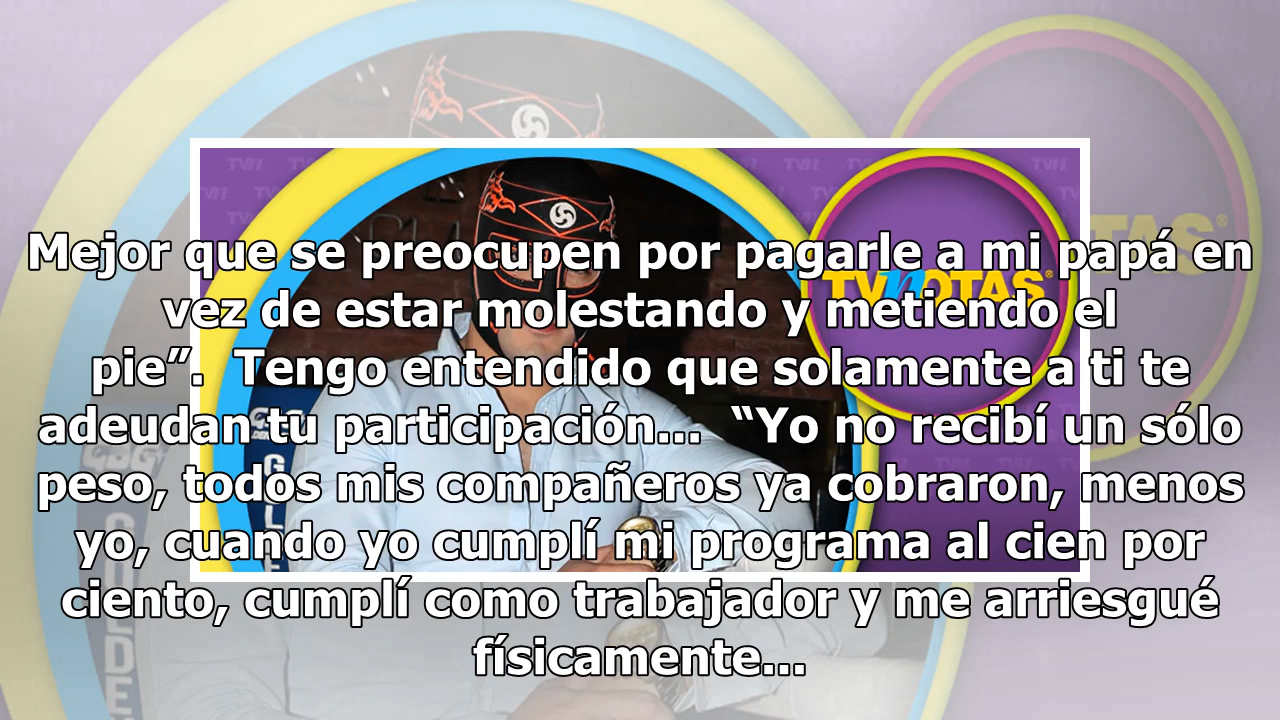 Mejor que se preocupen por pagarle a mi papá en
vez de estar molestando y metiendo el
pie”.  Tengo entendido que solamente a ti te
adeudan tu participación...  “Yo no recibí un sólo
peso, todos mis compañeros ya cobraron, menos
yo, cuando yo cumplí mi programa al cien por
ciento, cumplí como trabajador y me arriesgué
físicamente...
TVNOTAS